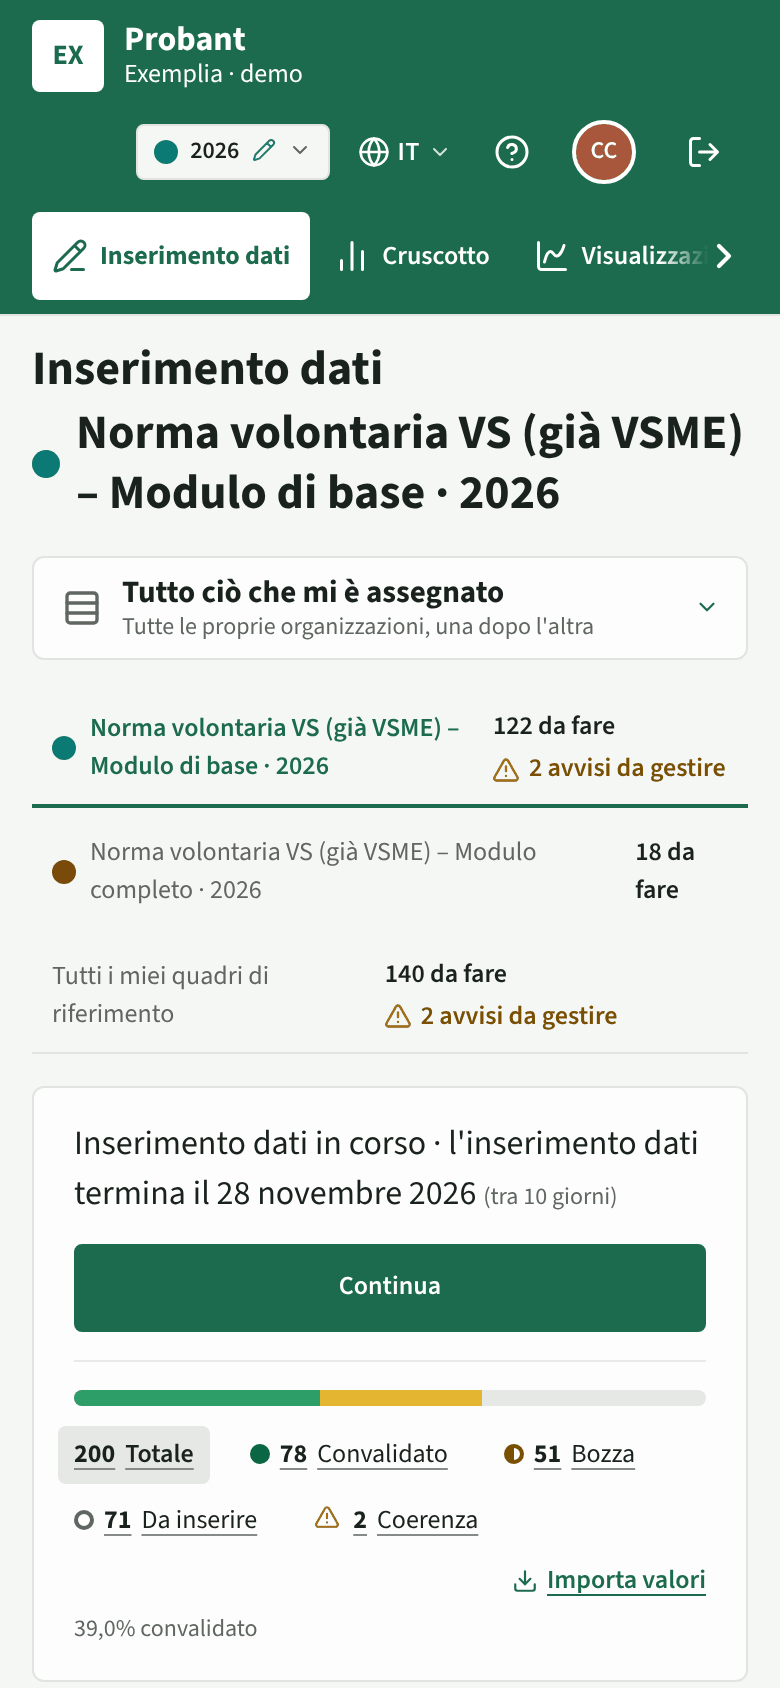 EX
Probant
Exemplia · demo
2026
IT
CC
Inserimento dati
Cruscotto
Visualizzazi
Inserimento dati
Norma volontaria VS (già VSME)
– Modulo di base · 2026
Tutto ciò che mi è assegnato
Tutte le proprie organizzazioni, una dopo l'altra
Norma volontaria VS (già VSME) –
Modulo di base · 2026
122 da fare
2 avvisi da gestire
Norma volontaria VS (già VSME) – Modulo
completo · 2026
18 da
fare
Tutti i miei quadri di
riferimento
140 da fare
2 avvisi da gestire
Inserimento dati in corso · l'inserimento dati
termina il 28 novembre 2026 (tra 10 giorni)
Continua
200 Totale
78 Convalidato
51 Bozza
71 Da inserire
2 Coerenza
Importa valori
39,0% convalidato